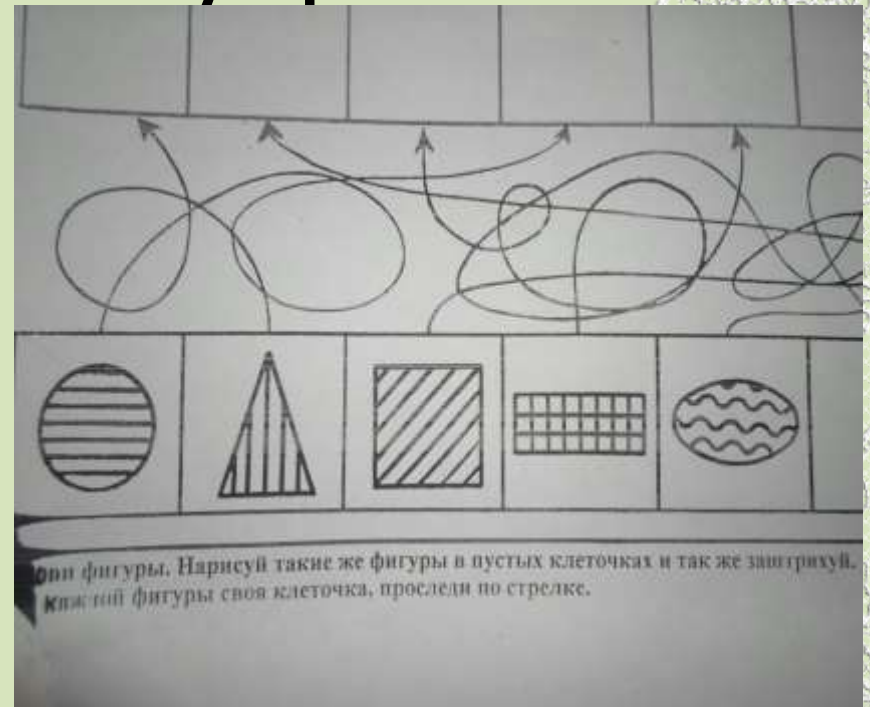 фигуры. Нарисуй такие же фигуры в пустых клеточках и так же заштрихуй.
фигуры своя клеточка, проследи по стрелке.